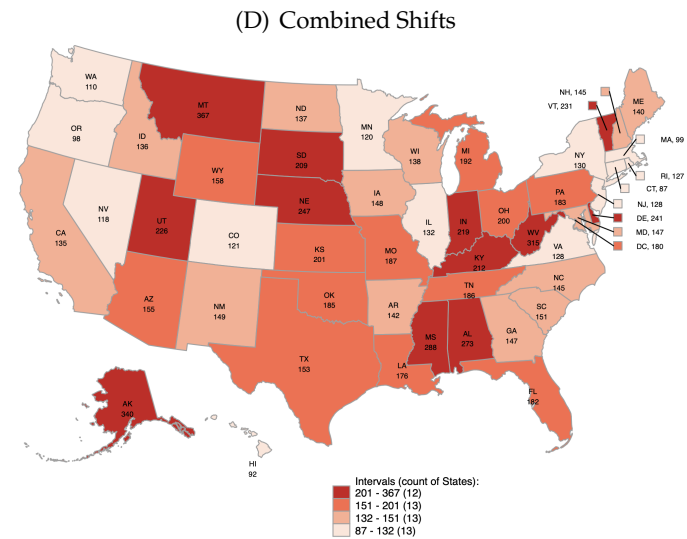 (D) Combined Shifts
WA
110
OR
98
CA
135
NV
118
ID
136
MT
367
WY
158
UT
226
AZ
155
CO
121
NM
149
ND
137
SD
209
NE
247
KS
201
OK
185
TX
153
MN
120
IA
148
MO
187
AR
142
LA
176
WI
138
IL
132
MI
192
IN
219
OH
200
KY
212
TN
186
MS
288
AL
273
GA
147
FL
182
SC
151
NC
145
VA
128
WV
315
PA
183
NY
130
ME
140
NH, 145
VT, 231
MA, 99
RI, 127
CT, 87
NJ, 128
DE, 241
MD, 147
DC, 180
AK
340
HI
92
Intervals (count of States):
201 - 367 (12)
151 - 201 (13)
132 - 151 (13)
87 - 132 (13)